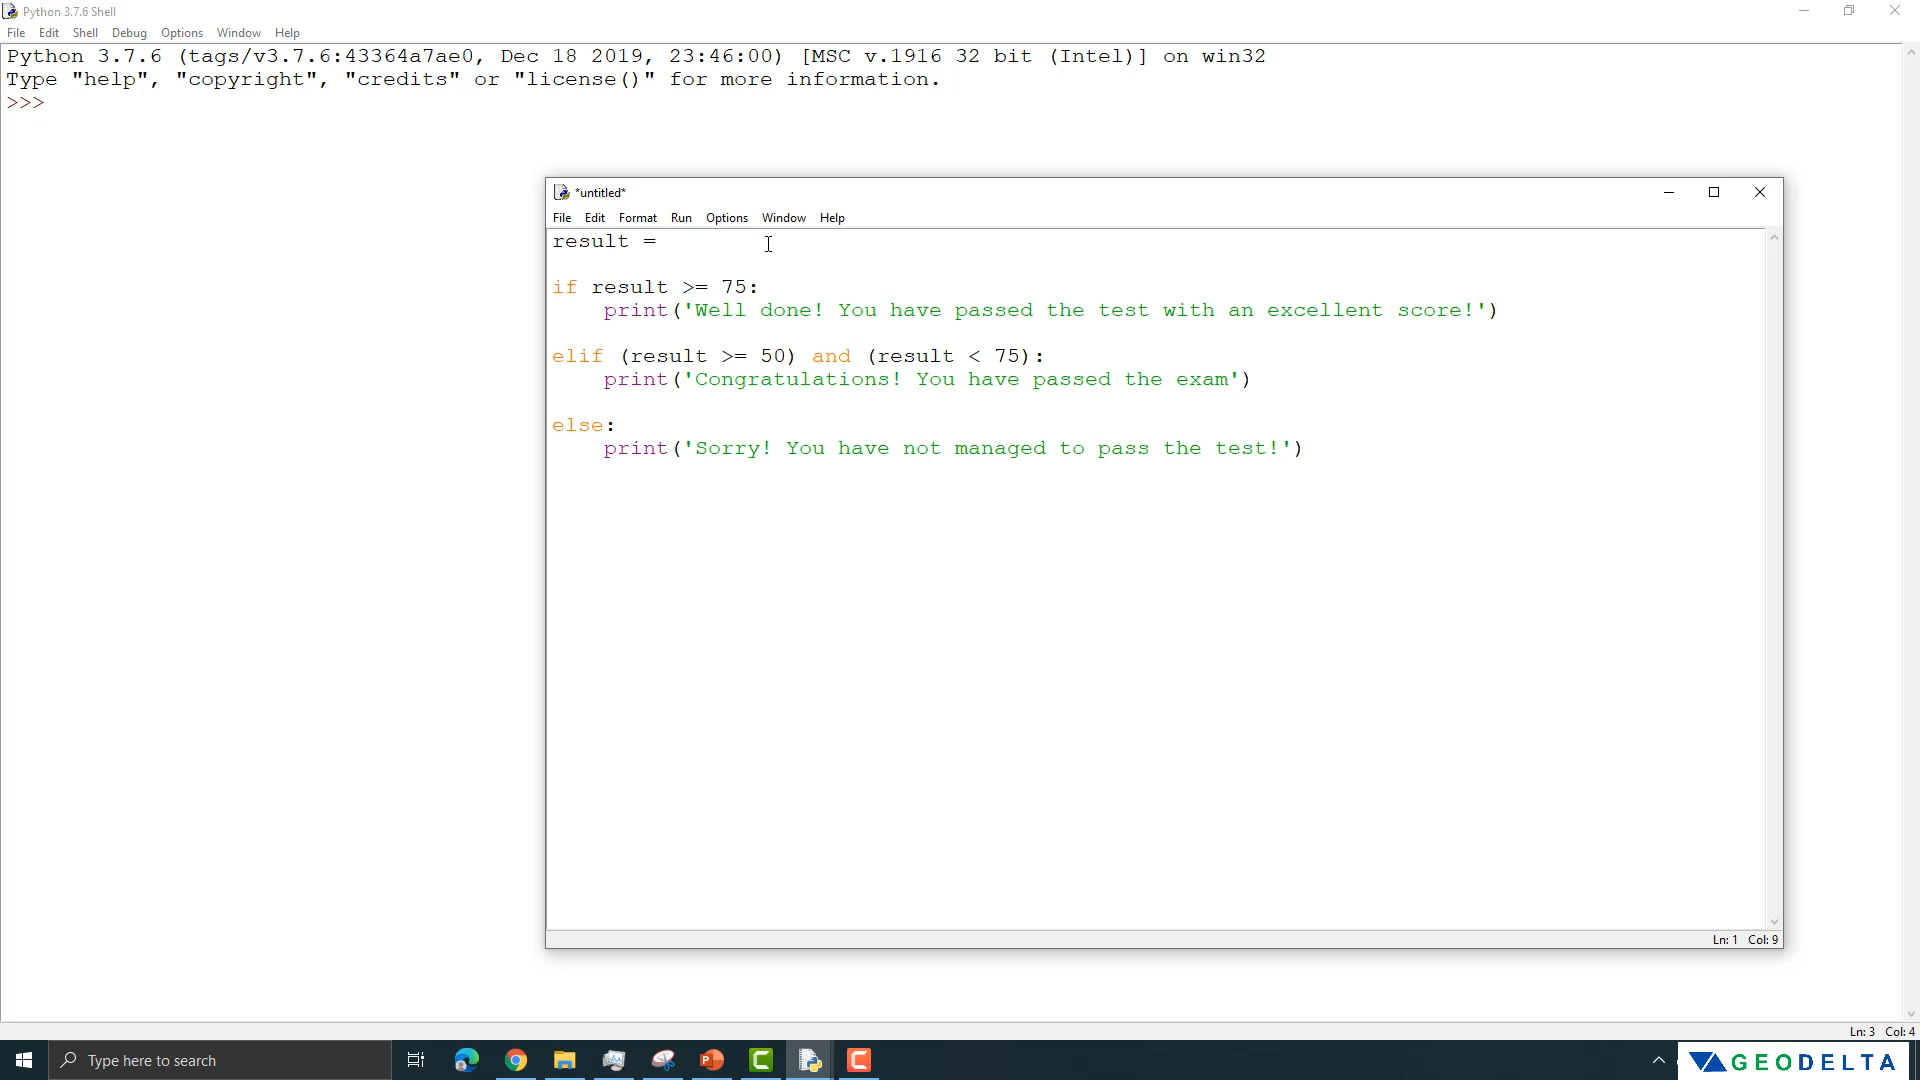 Python 3.7.6 Shell
File Edit Shell Debug Options Window Help
Python 3.7.6 (tags/v3.7.6:43364a7ae0, Dec 18 2019, 23:46:00) [MSC v.1916 32 bit (Intel)] on win32
Type "help", "copyright", "credits" or "license()" for more information.
>>>
*untitled*
File Edit Format Run Options Window Help
result =
if result >= 75:
    print('Well done! You have passed the test with an excellent score!')
elif (result >= 50) and (result < 75):
    print('Congratulations! You have passed the exam')
else:
    print('Sorry! You have not managed to pass the test!')
Ln: 1 Col: 9
Ln: 3 Col: 4
Type here to search
GEODELTA